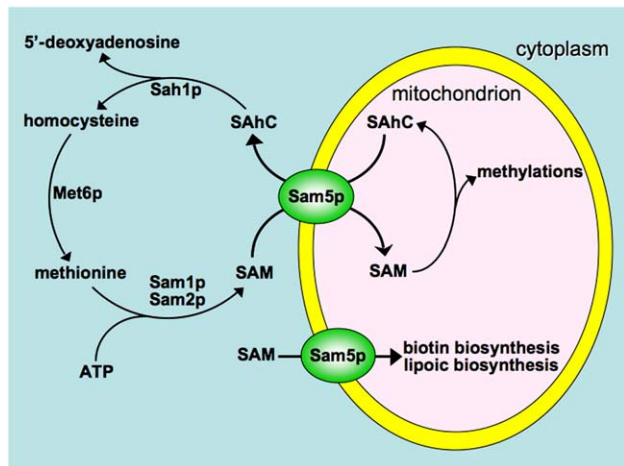 5'-deoxyadenosine
cytoplasm
Sah1p
mitochondrion
homocysteine
SAhC
SAhC
methylations
Met6p
Sam5p
methionine
Sam1p
Sam2p
SAM
SAM
SAM
Sam5p
biotin biosynthesis
lipoic biosynthesis
ATP